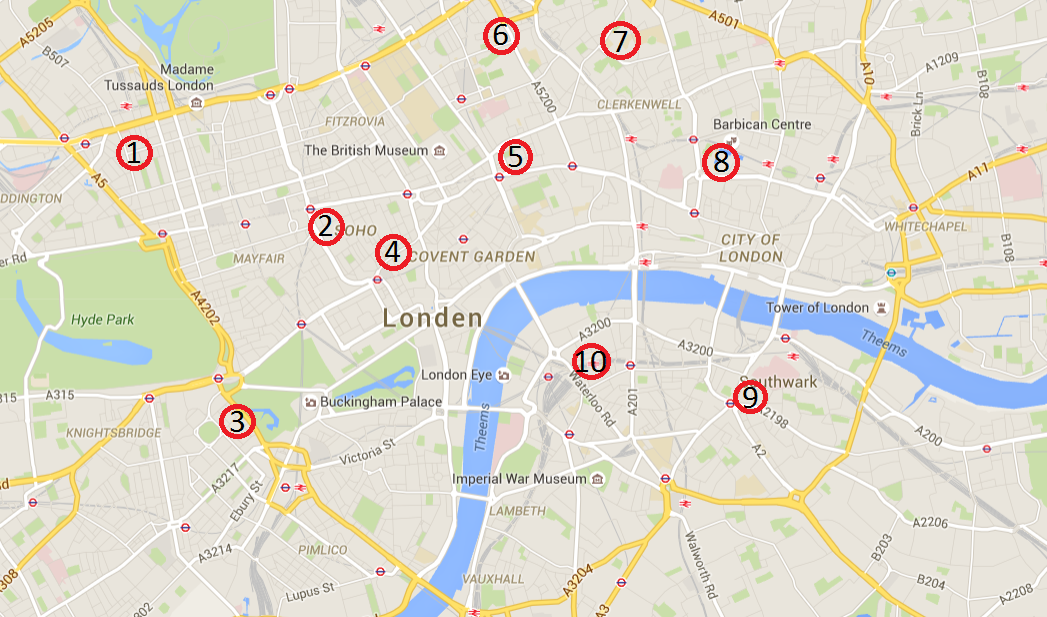 A5205
B507
6
7
A501
A10
A1209
B108
Madame
Tussauds London
A5200
CLERKENWELL
Brick Ln
FITZROVIA
Barbican Centre
1
The British Museum
5
8
A11
A5
DDINGTON
2
SOHO
4
COVENT GARDEN
MAYFAIR
er Rd
CITY OF
LONDON
WHITECHAPEL
B108
A4202
Hyde Park
Londen
Tower of London
A3200
A3200
Theems
10
London Eye
Waterloo Rd
A201
Southwark
9
A2198
315
A315
Buckingham Palace
3
KNIGHTSBRIDGE
Theems
A200
Victoria St
A2
A3217
Ebury St
Imperial War Museum
d
LAMBETH
A2206
A3214
PIMLICO
B203
Walworth Rd
A308
Lupus St
VAUXHALL
A3204
B204
A2208
302
A3